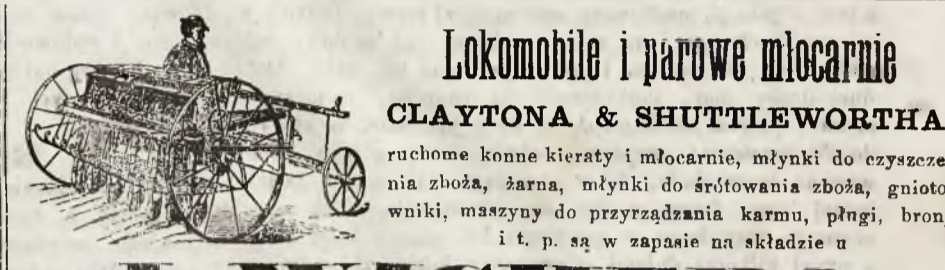 Lokomobile i parowe młocarnie
CLAYTONA & SHUTTLEWORTHA
ruchome konne kieraty i młocarnie, młynki do czyszcze-
nia zboża, żarna, młynki do śrótowania zboża, gnioto-
wniki, maszyny do przyrządzania karmu, pługi, brony
i t. p. są w zapasie na składzie u